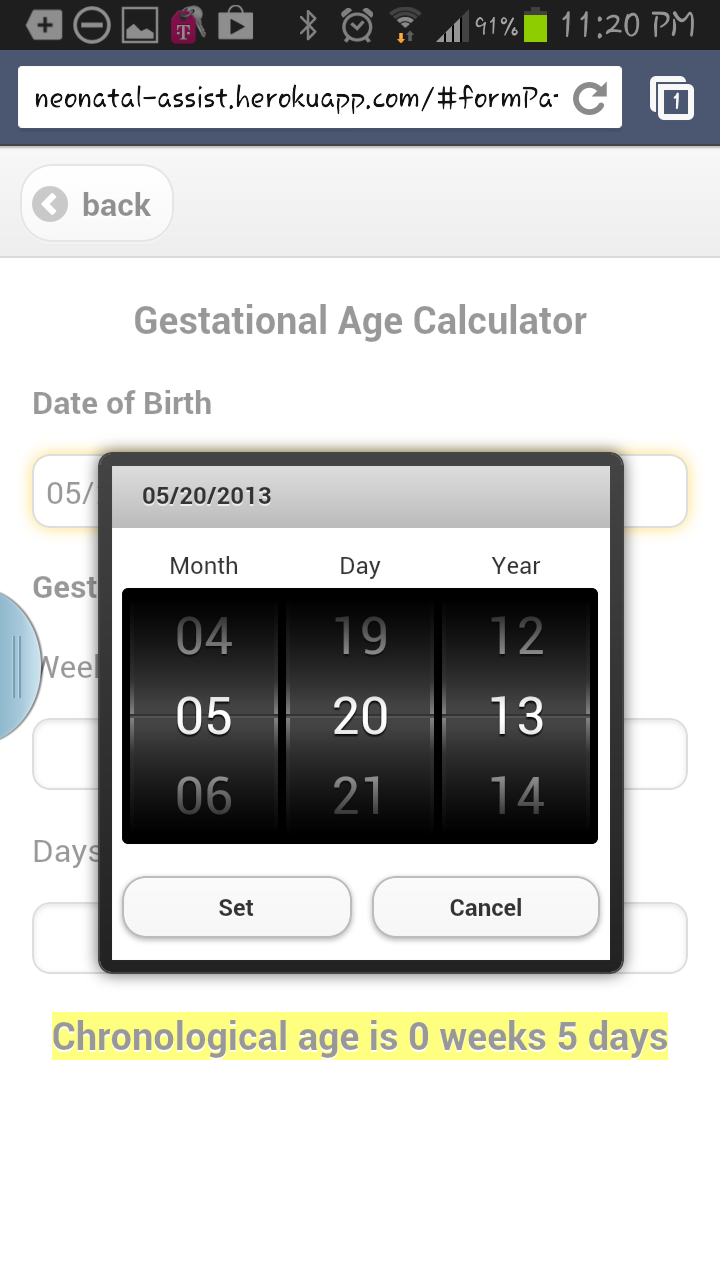 91% 11:20 PM
neonatal-assist.herokuapp.com/#formPa
1
back
Gestational Age Calculator
Date of Birth
05/
05/20/2013
Month Day Year
04 19 12
05 20 13
06 21 14
Set Cancel
Gest
Week
Days
Chronological age is 0 weeks 5 days